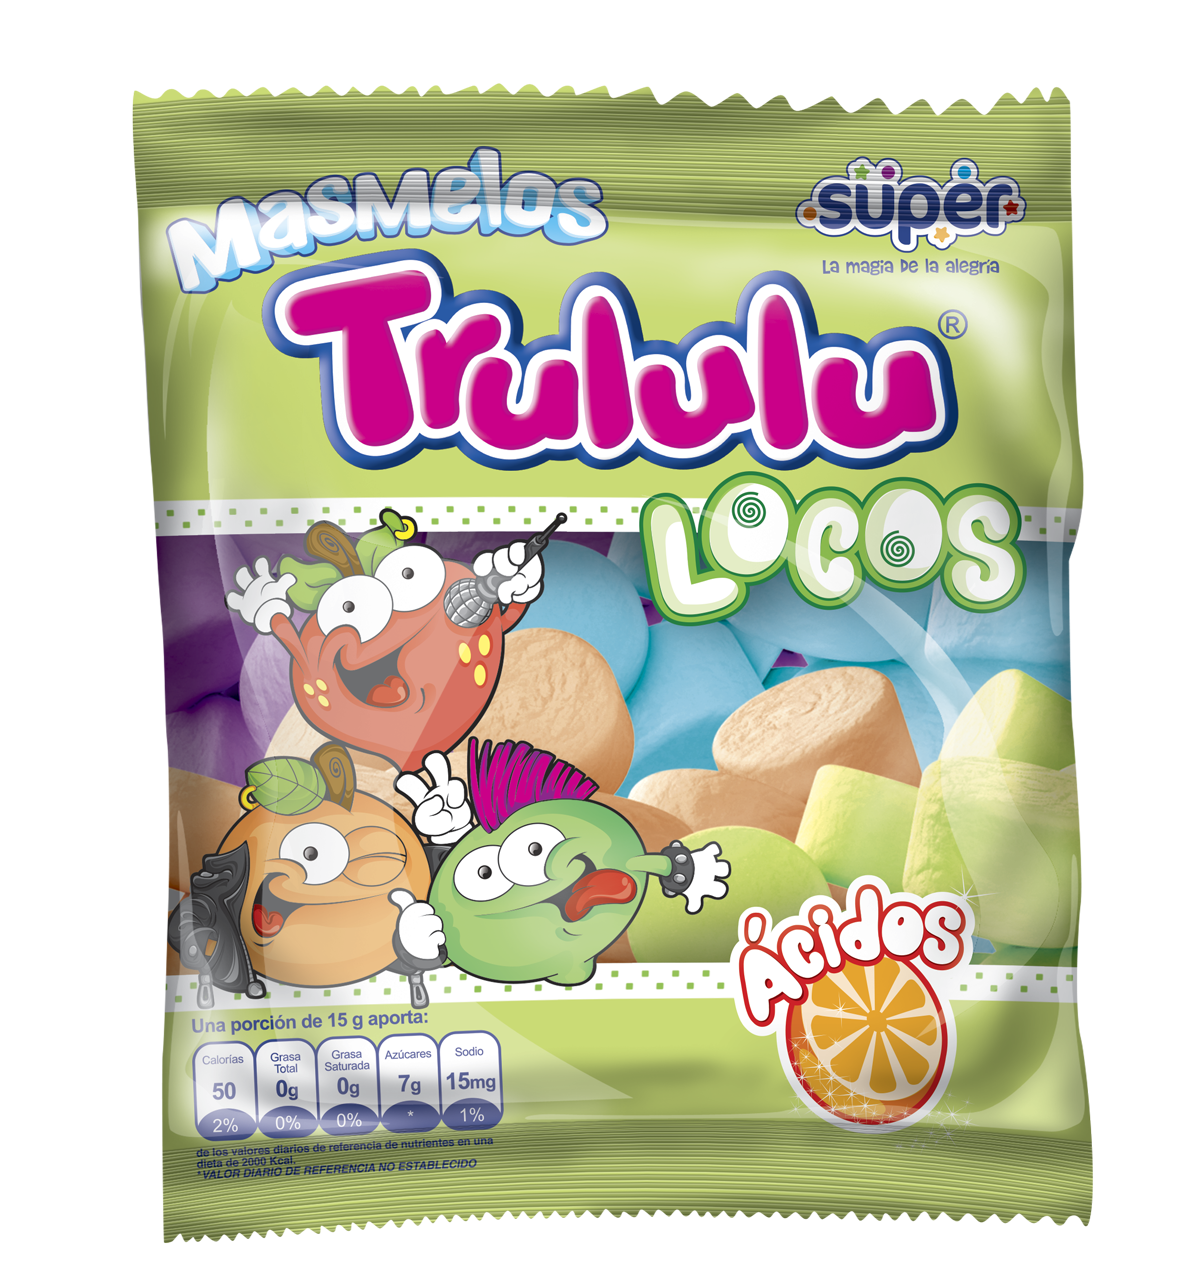 Masmelos
super
La magia de la alegría
Trululu ®
Locos
Ácidos
Una porción de 15 g aporta:
Calorías 50 2%
Grasa Total 0g 0%
Grasa Saturada 0g 0%
Azúcares 7g *
Sodio 15mg 1%
de los valores diarios de referencia de nutrientes en una
dieta de 2000 Kcal.
*VALOR DIARIO DE REFERENCIA NO ESTABLECIDO